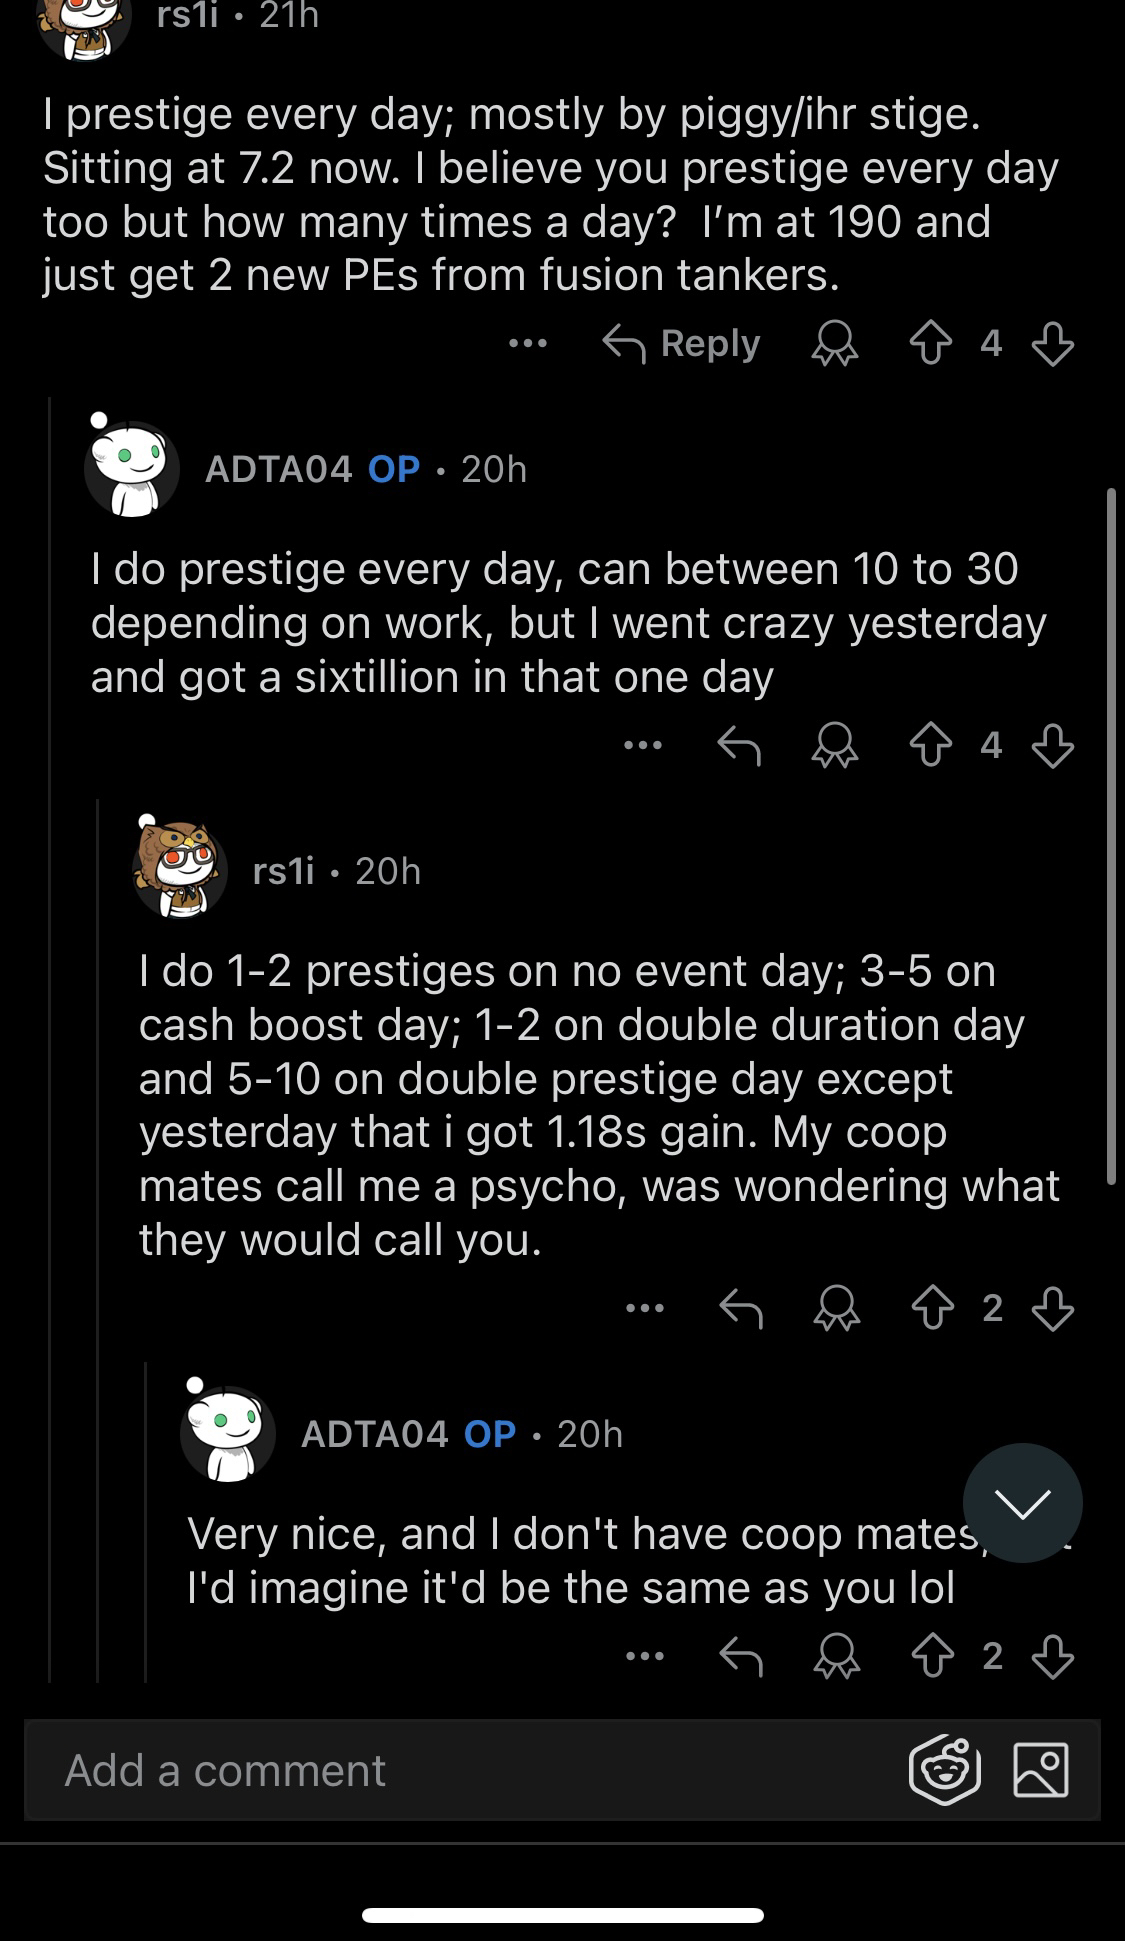 rs1i • 21h
I prestige every day; mostly by piggy/ihr stige.
Sitting at 7.2 now. I believe you prestige every day
too but how many times a day?  I’m at 190 and
just get 2 new PEs from fusion tankers.
Reply 4
ADTA04 OP • 20h
I do prestige every day, can between 10 to 30
depending on work, but I went crazy yesterday
and got a sixtillion in that one day
4
rs1i • 20h
I do 1-2 prestiges on no event day; 3-5 on
cash boost day; 1-2 on double duration day
and 5-10 on double prestige day except
yesterday that i got 1.18s gain. My coop
mates call me a psycho, was wondering what
they would call you.
2
ADTA04 OP • 20h
Very nice, and I don't have coop mates,
I'd imagine it'd be the same as you lol
2
Add a comment